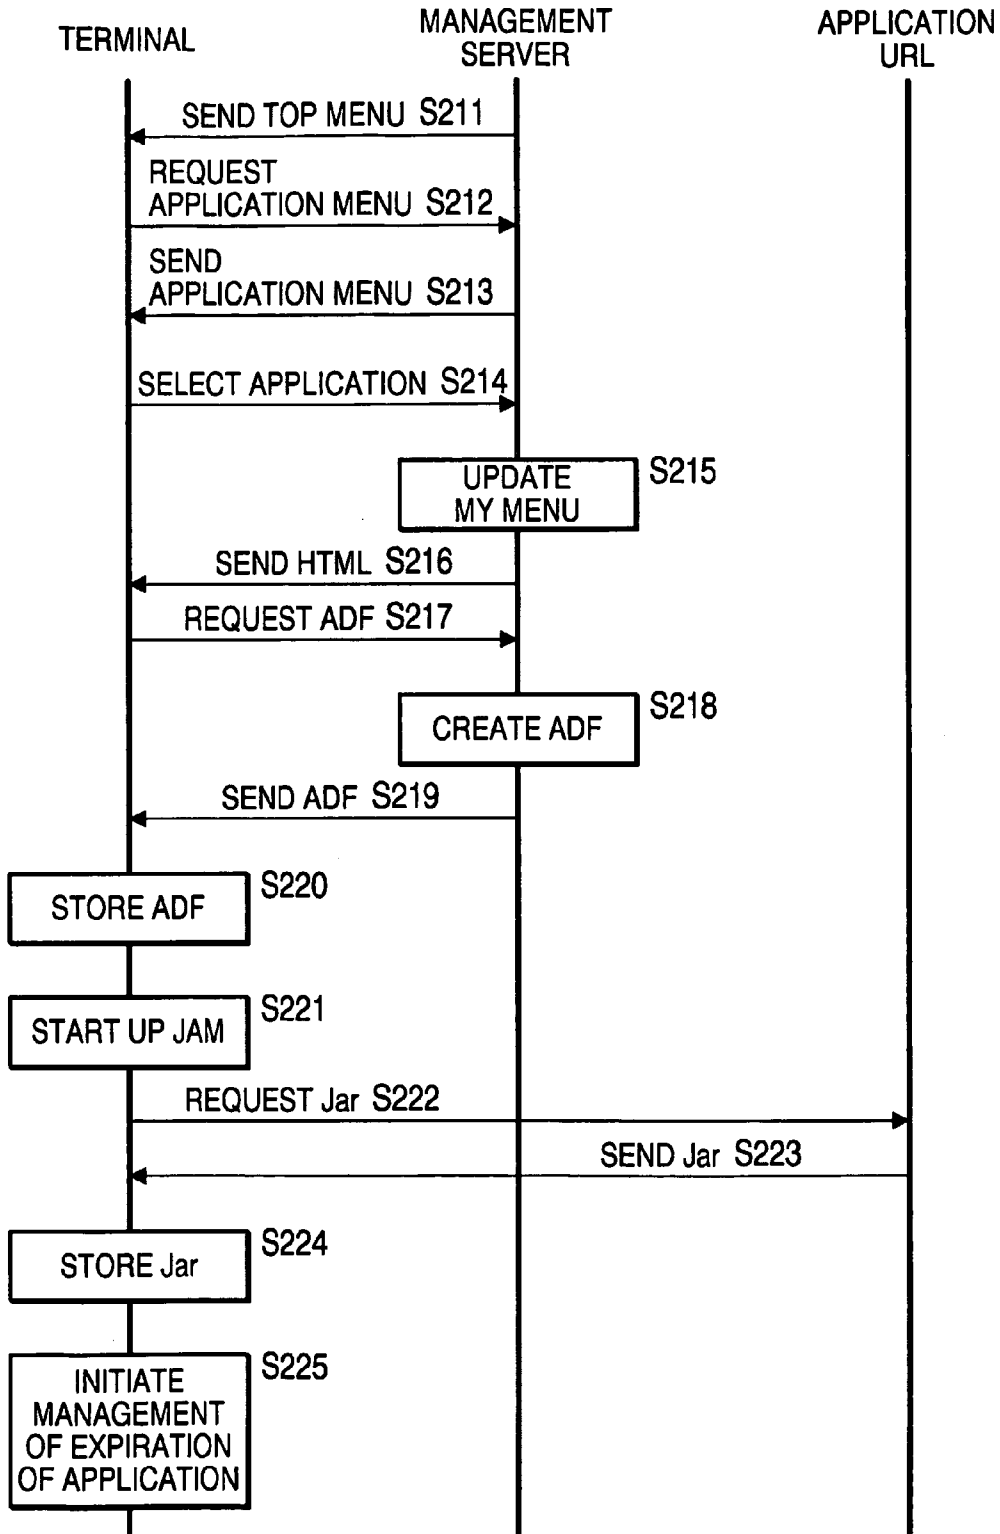 TERMINAL
MANAGEMENT
SERVER
APPLICATION
URL
SEND TOP MENU S211
REQUEST
APPLICATION MENU S212
SEND
APPLICATION MENU S213
SELECT APPLICATION S214
UPDATE
MY MENU
S215
SEND HTML S216
REQUEST ADF S217
CREATE ADF
S218
SEND ADF S219
STORE ADF
S220
START UP JAM
S221
REQUEST Jar S222
SEND Jar S223
STORE Jar
S224
INITIATE
MANAGEMENT
OF EXPIRATION
OF APPLICATION
S225